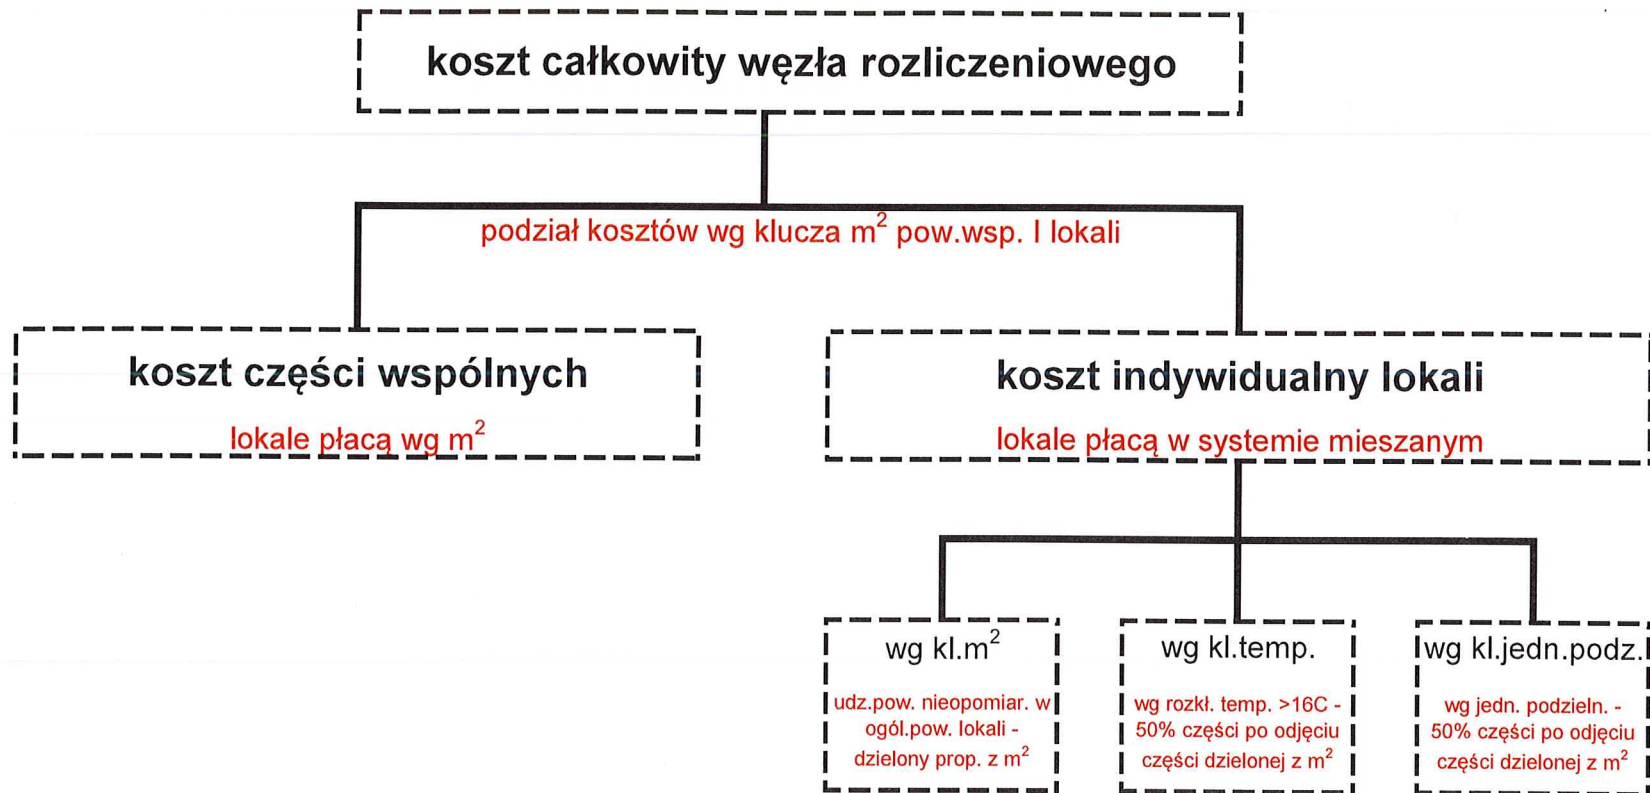 koszt całkowity węzła rozliczeniowego
podział kosztów wg klucza m² pow.wsp. I lokali
koszt części wspólnych
lokale płacą wg m²
koszt indywidualny lokali
lokale płacą w systemie mieszanym
wg kl.m²
udz.pow. nieopomiar. w
ogól.pow. lokali -
dzielony prop. z m²
wg kl.temp.
wg rozkł. temp. >16C -
50% części po odjęciu
części dzielonej z m²
wg kl.jedn.podz.
wg jedn. podzieln. -
50% części po odjęciu
części dzielonej z m²